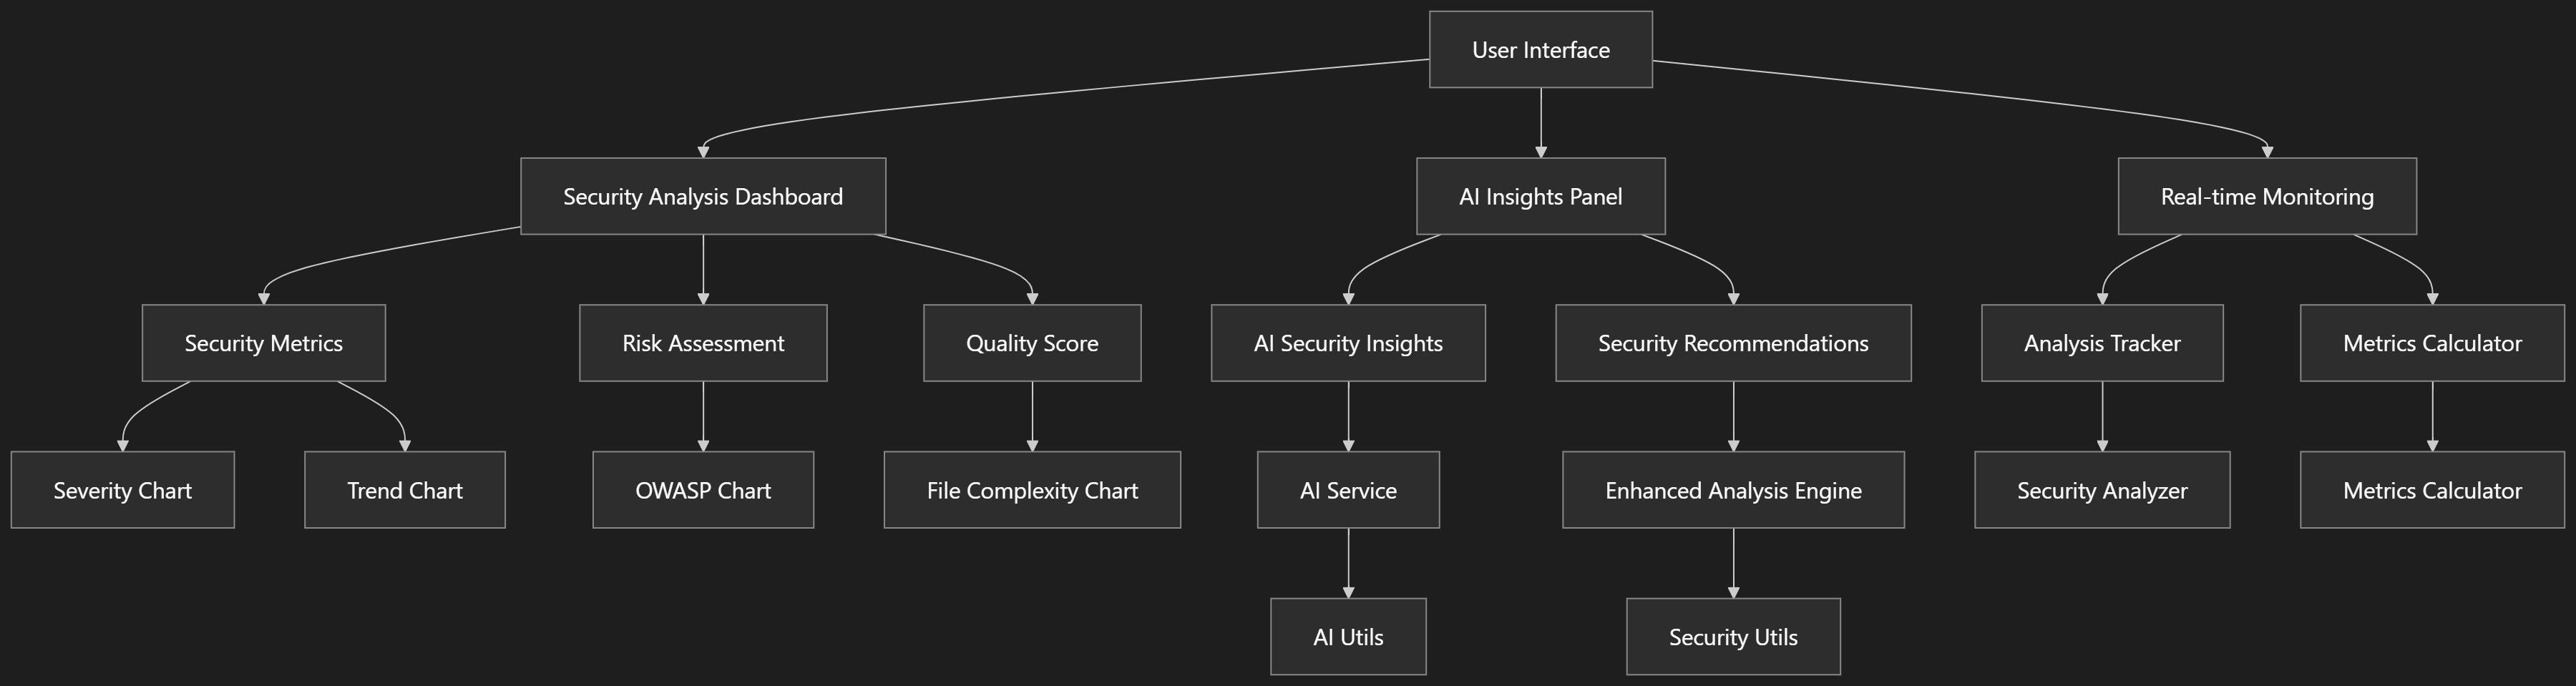 User Interface
Security Analysis Dashboard
AI Insights Panel
Real-time Monitoring
Security Metrics
Risk Assessment
Quality Score
AI Security Insights
Security Recommendations
Analysis Tracker
Metrics Calculator
Severity Chart
Trend Chart
OWASP Chart
File Complexity Chart
AI Service
Enhanced Analysis Engine
Security Analyzer
Metrics Calculator
AI Utils
Security Utils